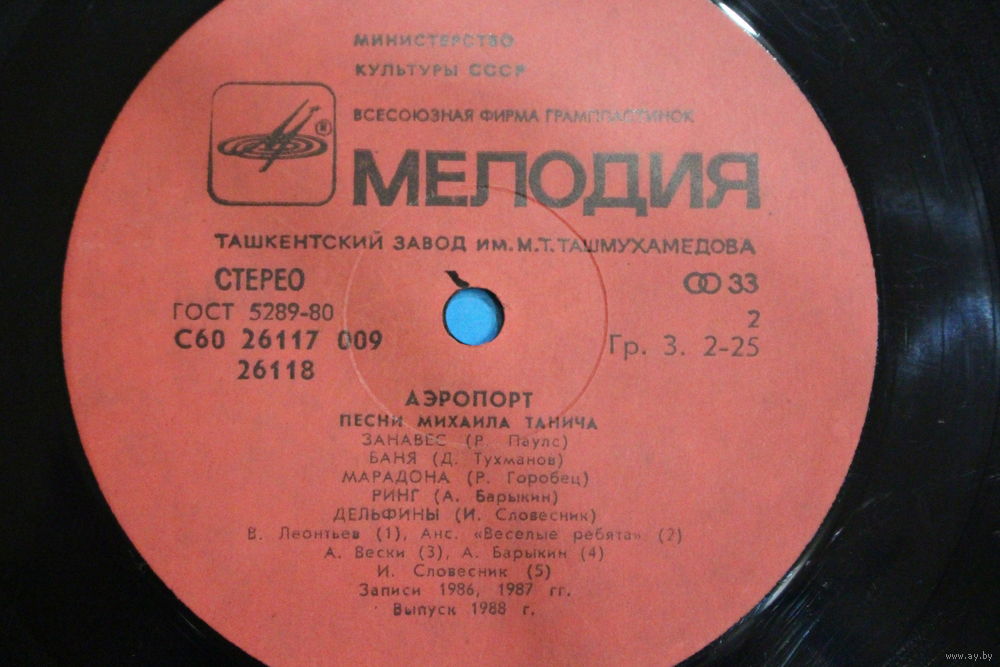 МИНИСТЕРСТВО
КУЛЬТУРЫ СССР
ВСЕСОЮЗНАЯ ФИРМА ГРАМПЛАСТИНОК
®
МЕЛОДИЯ
ТАШКЕНТСКИЙ ЗАВОД ИМ. М. Т. ТАШМУХАМЕДОВА
СТЕРЕО 33
ГОСТ 5289-80 2
С60 26117 009 Гр. 3. 2-25
26118
АЭРОПОРТ
ПЕСНИ МИХАИЛА ТАНИЧА
ЗАНАВЕС (Р. Паулс)
БАНЯ (Д. Тухманов)
МАРАДОНА (Р. Горобец)
РИНГ (А. Барыкин)
ДЕЛЬФИНЫ (И. Словесник)
В. Леонтьев (1), Анс. «Веселые ребята» (2)
А. Вески (3), А. Барыкин (4)
И. Словесник (5)
Записи 1986, 1987 гг.
Выпуск 1988 г.
www.ay.by